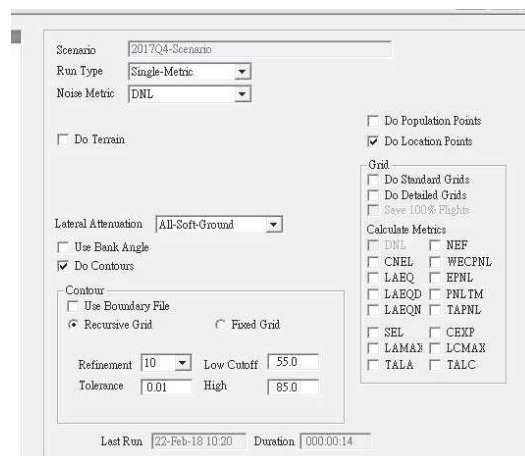 Scenario 2017Q4-Scenario
Run Type Single-Metric
Noise Metric DNL
Do Terrain
Do Population Points
Do Location Points
Grid
Do Standard Grids
Do Detailed Grids
Save 100% Flights
Lateral Attenuation All-Soft-Ground
Use Bank Angle
Do Contours
Calculate Metrics
DNL NEF
CNEL WECPNL
LAEQ EPNL
LAEQD PNLTM
LAEQN TAPNL
SEL CEXP
LAMAX LCMAX
TALA TALC
Contour
Use Boundary File
Recursive Grid Fixed Grid
Refinement 10 Low Cutoff 55.0
Tolerance 0.01 High 85.0
Last Run 22-Feb-18 10:20 Duration 000:00:14